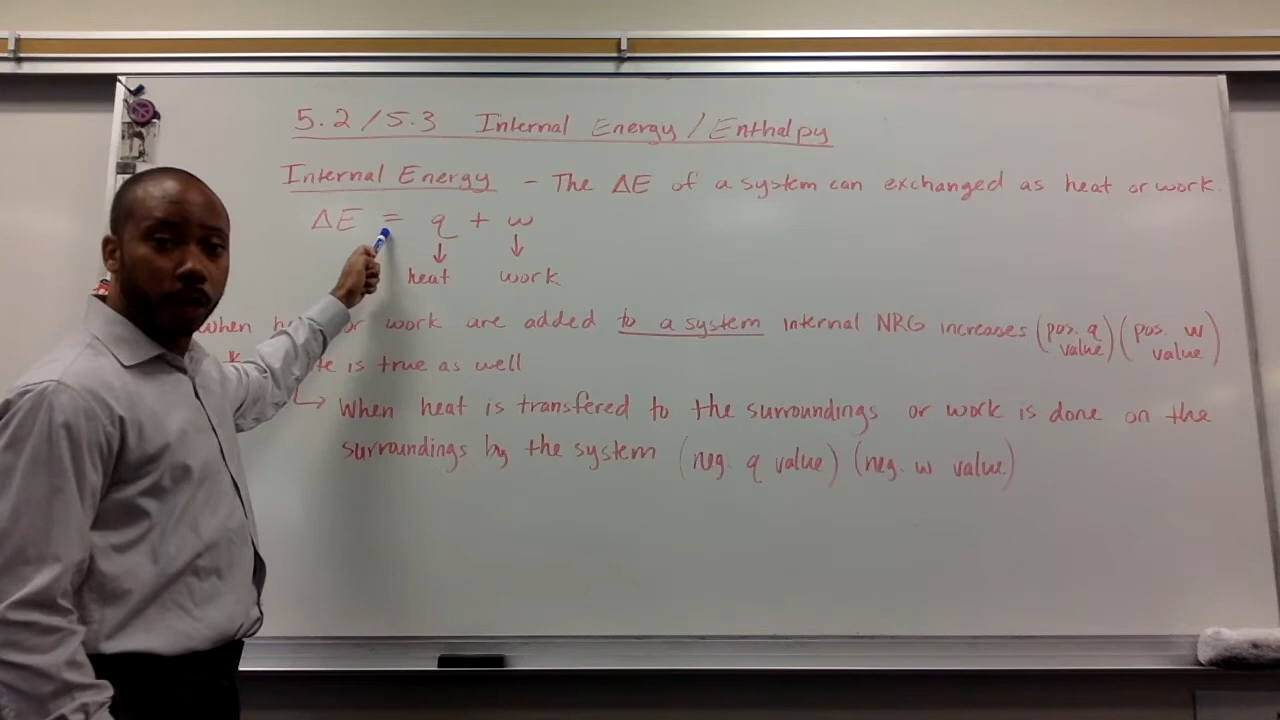 5.2/5.3 Internal Energy/Enthalpy
Internal Energy - The ΔE of a system can exchanged as heat or work.
ΔE = q + w
↓ ↓
heat work
When or work are added to a system internal NRG increases (pos. q value) (pos. w value)
is true as well
↳ When heat is transfered to the surroundings or work is done on the
surroundings by the system (neg. q value) (neg. w value)